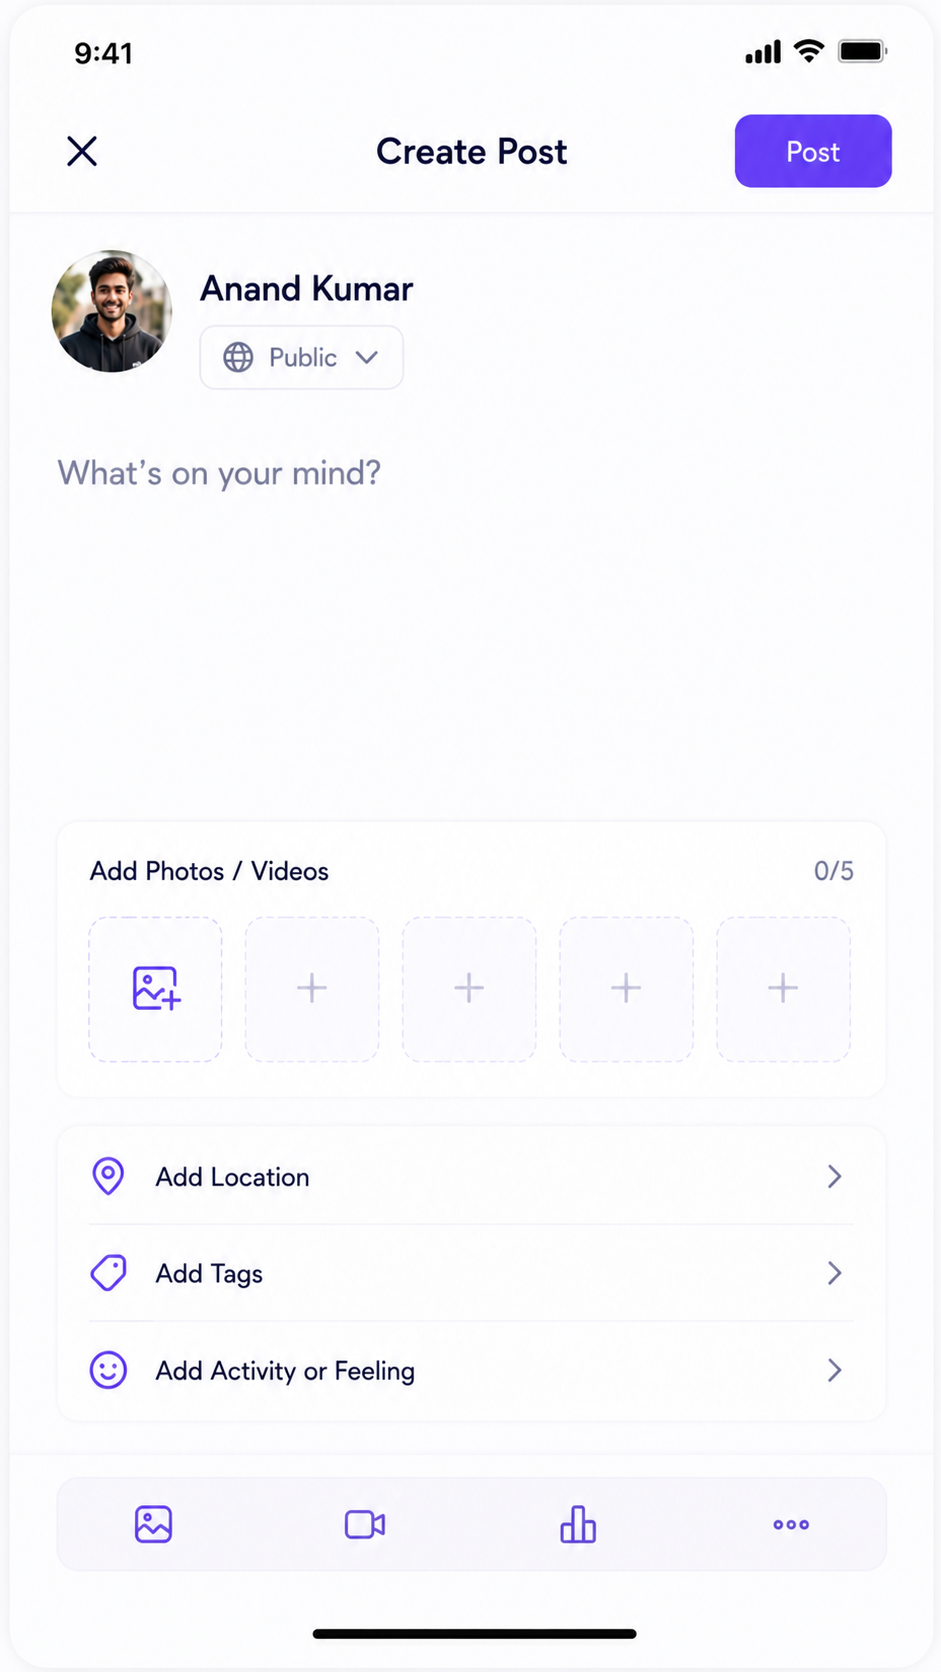 9:41
Create Post
Post
Anand Kumar
Public
What's on your mind?
Add Photos / Videos
0/5
Add Location
Add Tags
Add Activity or Feeling